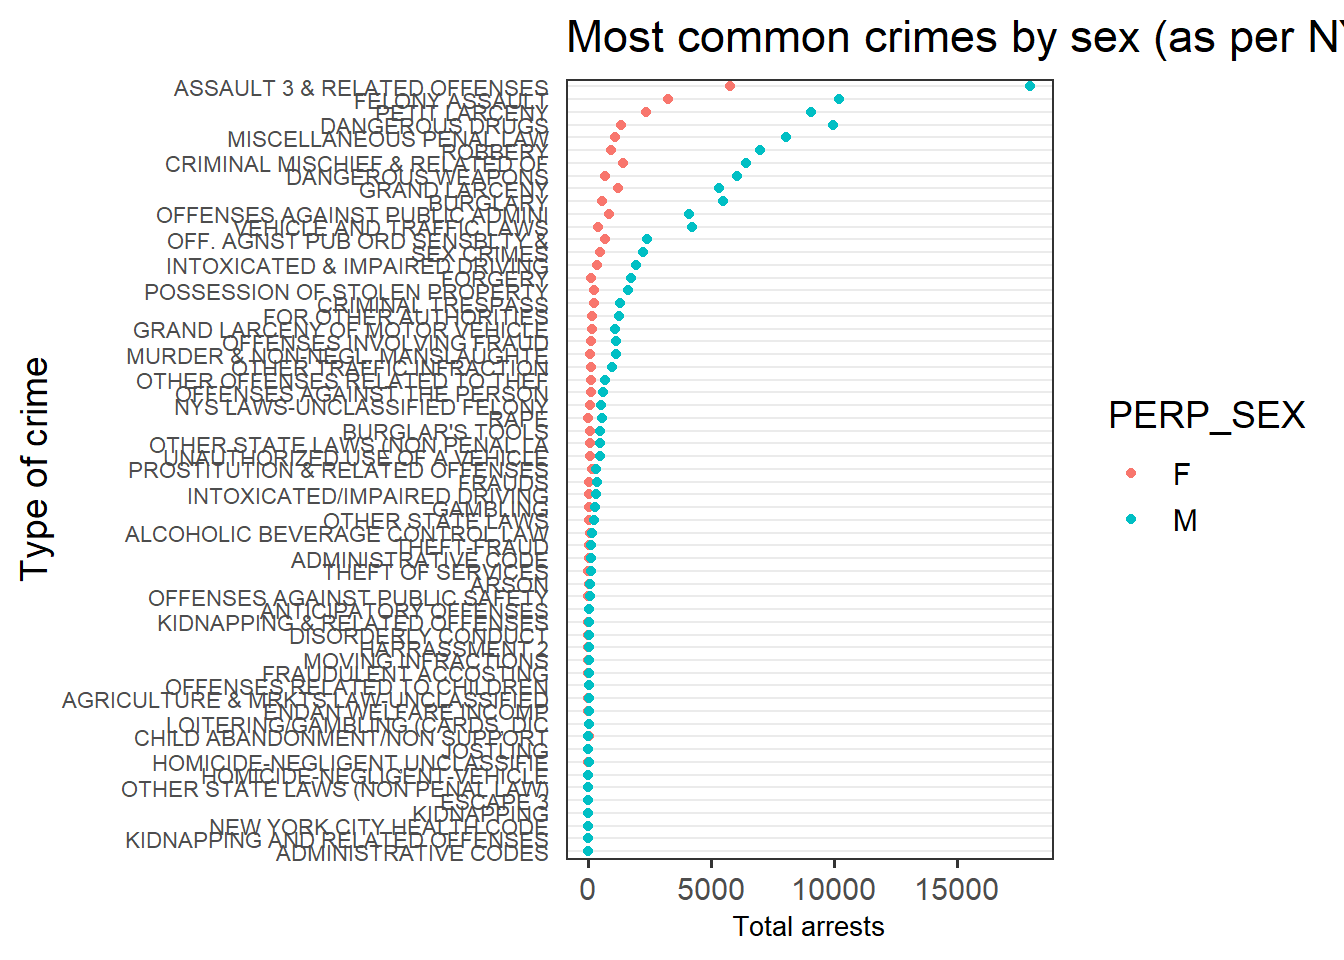 Most common crimes by sex (as per NY
ASSAULT 3 & RELATED OFFENSES
FELONY ASSAULT
PETIT LARCENY
DANGEROUS DRUGS
MISCELLANEOUS PENAL LAW
ROBBERY
CRIMINAL MISCHIEF & RELATED OF
DANGEROUS WEAPONS
GRAND LARCENY
BURGLARY
OFFENSES AGAINST PUBLIC ADMINI
VEHICLE AND TRAFFIC LAWS
OFF. AGNST PUB ORD SENSBLTY &
SEX CRIMES
INTOXICATED & IMPAIRED DRIVING
FORGERY
POSSESSION OF STOLEN PROPERTY
CRIMINAL TRESPASS
FOR OTHER AUTHORITIES
GRAND LARCENY OF MOTOR VEHICLE
OFFENSES INVOLVING FRAUD
MURDER & NON-NEGL. MANSLAUGHTE
OTHER TRAFFIC INFRACTION
OTHER OFFENSES RELATED TO THEF
OFFENSES AGAINST THE PERSON
NYS LAWS-UNCLASSIFIED FELONY
RAPE
BURGLAR'S TOOLS
OTHER STATE LAWS (NON PENAL LA
UNAUTHORIZED USE OF A VEHICLE
PROSTITUTION & RELATED OFFENSES
FRAUDS
INTOXICATED/IMPAIRED DRIVING
GAMBLING
OTHER STATE LAWS
ALCOHOLIC BEVERAGE CONTROL LAW
THEFT-FRAUD
ADMINISTRATIVE CODE
THEFT OF SERVICES
ARSON
OFFENSES AGAINST PUBLIC SAFETY
ANTICIPATORY OFFENSES
KIDNAPPING & RELATED OFFENSES
DISORDERLY CONDUCT
HARRASSMENT 2
MOVING INFRACTIONS
FRAUDULENT ACCOSTING
OFFENSES RELATED TO CHILDREN
AGRICULTURE & MRKTS LAW-UNCLASSIFIED
ENDAN WELFARE INCOMP
LOITERING/GAMBLING (CARDS, DIC
CHILD ABANDONMENT/NON SUPPORT
JOSTLING
HOMICIDE-NEGLIGENT,UNCLASSIFIE
HOMICIDE-NEGLIGENT-VEHICLE
OTHER STATE LAWS (NON PENAL LAW)
ESCAPE 3
KIDNAPPING
NEW YORK CITY HEALTH CODE
KIDNAPPING AND RELATED OFFENSES
ADMINISTRATIVE CODES
Type of crime
0 5000 10000 15000
Total arrests
PERP_SEX
F
M